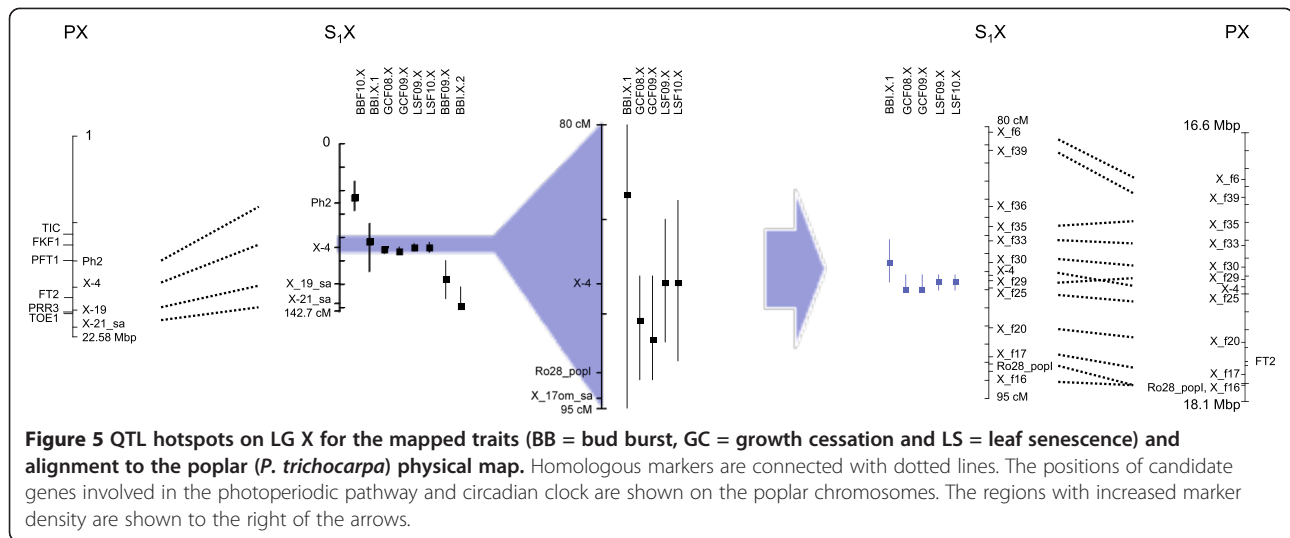 PX
S₁X
S₁X
PX
BBF10.X
BBI.X.1
GCF08.X
GCF09.X
LSF09.X
LSF10.X
BBF09.X
BBI.X.2
BBI.X.1
GCF08.X
GCF09.X
LSF09.X
LSF10.X
BBI.X.1
GCF08.X
GCF09.X
LSF09.X
LSF10.X
1
TIC
FKF1
PFT1
FT2
PRR3
TOE1
Ph2
X-4
X-19
X-21_sa
22.58 Mbp
0
Ph2
X-4
X_19_sa
X-21_sa
142.7 cM
80 cM
X-4
Ro28_popl
X_17om_sa
95 cM
80 cM
X_f6
X_f39
X_f36
X_f35
X_f33
X_f30
X-4
X_f29
X_f25
X_f20
X_f17
Ro28_popl
X_f16
95 cM
16.6 Mbp
X_f6
X_f39
X_f35
X_f33
X_f30
X_f29
X-4
X_f25
X_f20
FT2
X_f17
Ro28_popl, X_f16
18.1 Mbp
Figure 5 QTL hotspots on LG X for the mapped traits (BB = bud burst, GC = growth cessation and LS = leaf senescence) and
alignment to the poplar (P. trichocarpa) physical map. Homologous markers are connected with dotted lines. The positions of candidate
genes involved in the photoperiodic pathway and circadian clock are shown on the poplar chromosomes. The regions with increased marker
density are shown to the right of the arrows.